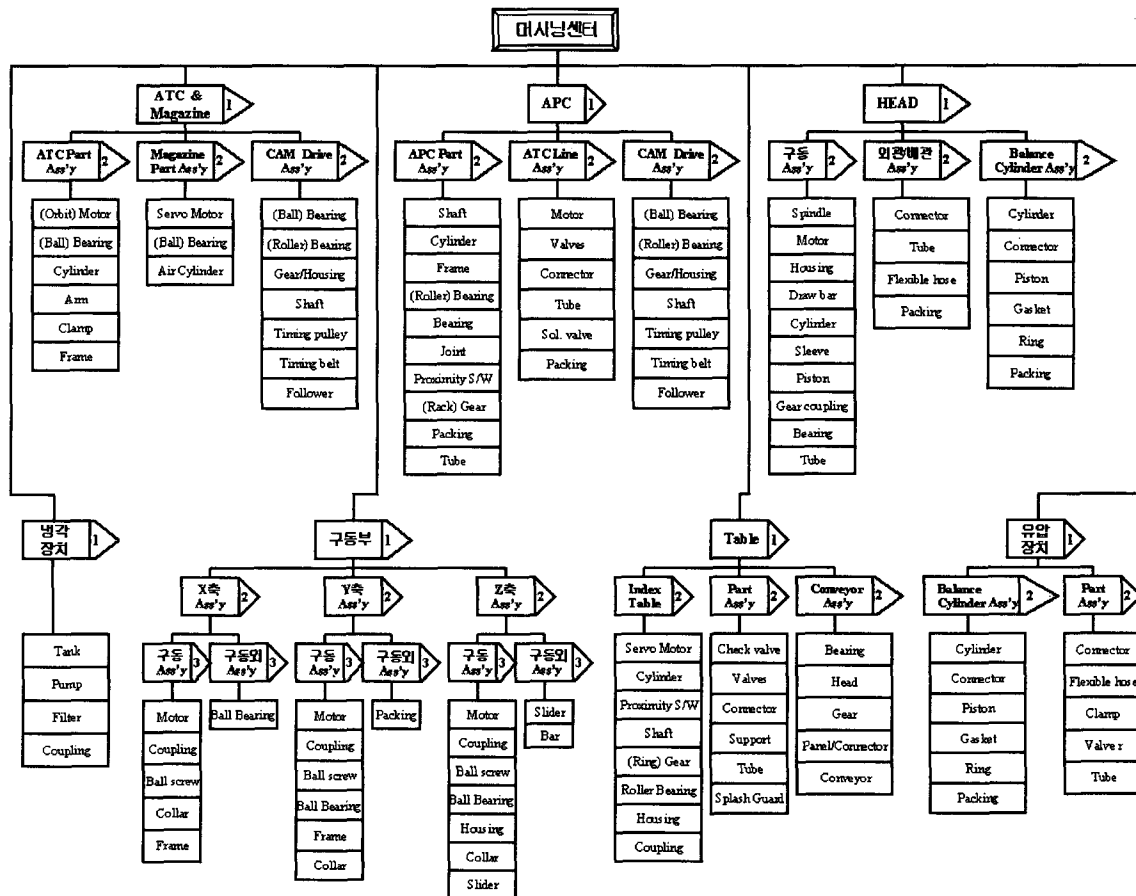 머시닝센터
ATC &
Magazine
1
APC
1
HEAD
1
ATC Part
Ass'y
2
Magazine
Part Ass'y
2
CAM Drive
Ass'y
2
APC Part
Ass'y
2
ATC Line
Ass'y
2
CAM Drive
Ass'y
2
구동
Ass'y
2
외관/배관
Ass'y
2
Balance
Cylinder Ass'y
2
(Orbit) Motor
(Ball) Bearing
Cylinder
Arm
Clamp
Frame
Servo Motor
(Ball) Bearing
Air Cylinder
(Ball) Bearing
(Roller) Bearing
Gear/Housing
Shaft
Timing pulley
Timing belt
Follower
Shaft
Cylinder
Frame
(Roller) Bearing
Bearing
Joint
Proximity S/W
(Rack) Gear
Packing
Tube
Motor
Valves
Connector
Tube
Sol. valve
Packing
(Ball) Bearing
(Roller) Bearing
Gear/Housing
Shaft
Timing pulley
Timing belt
Follower
Spindle
Motor
Housing
Draw bar
Cylinder
Sleeve
Piston
Gear coupling
Bearing
Tube
Connector
Tube
Flexible hose
Packing
Cylinder
Connector
Piston
Gasket
Ring
Packing
냉각
장치
1
구동부
1
Table
1
유압
장치
1
X축
Ass'y
2
Y축
Ass'y
2
Z축
Ass'y
2
Index
Table
2
Part
Ass'y
2
Conveyor
Ass'y
2
Balance
Cylinder Ass'y
2
Part
Ass'y
2
구동
Ass'y
3
구동외
Ass'y
3
구동
Ass'y
3
구동외
Ass'y
3
구동
Ass'y
3
구동외
Ass'y
3
Tank
Pump
Filter
Coupling
Motor
Coupling
Ball screw
Collar
Frame
Ball Bearing
Motor
Coupling
Ball screw
Ball Bearing
Frame
Collar
Packing
Motor
Coupling
Ball screw
Ball Bearing
Housing
Collar
Slider
Slider
Bar
Servo Motor
Cylinder
Proximity S/W
Shaft
(Ring) Gear
Roller Bearing
Housing
Coupling
Check valve
Valves
Connector
Support
Tube
Splash Guard
Bearing
Head
Gear
Panel/Connector
Conveyor
Cylinder
Connector
Piston
Gasket
Ring
Packing
Connector
Flexible hose
Clamp
Valve r
Tube